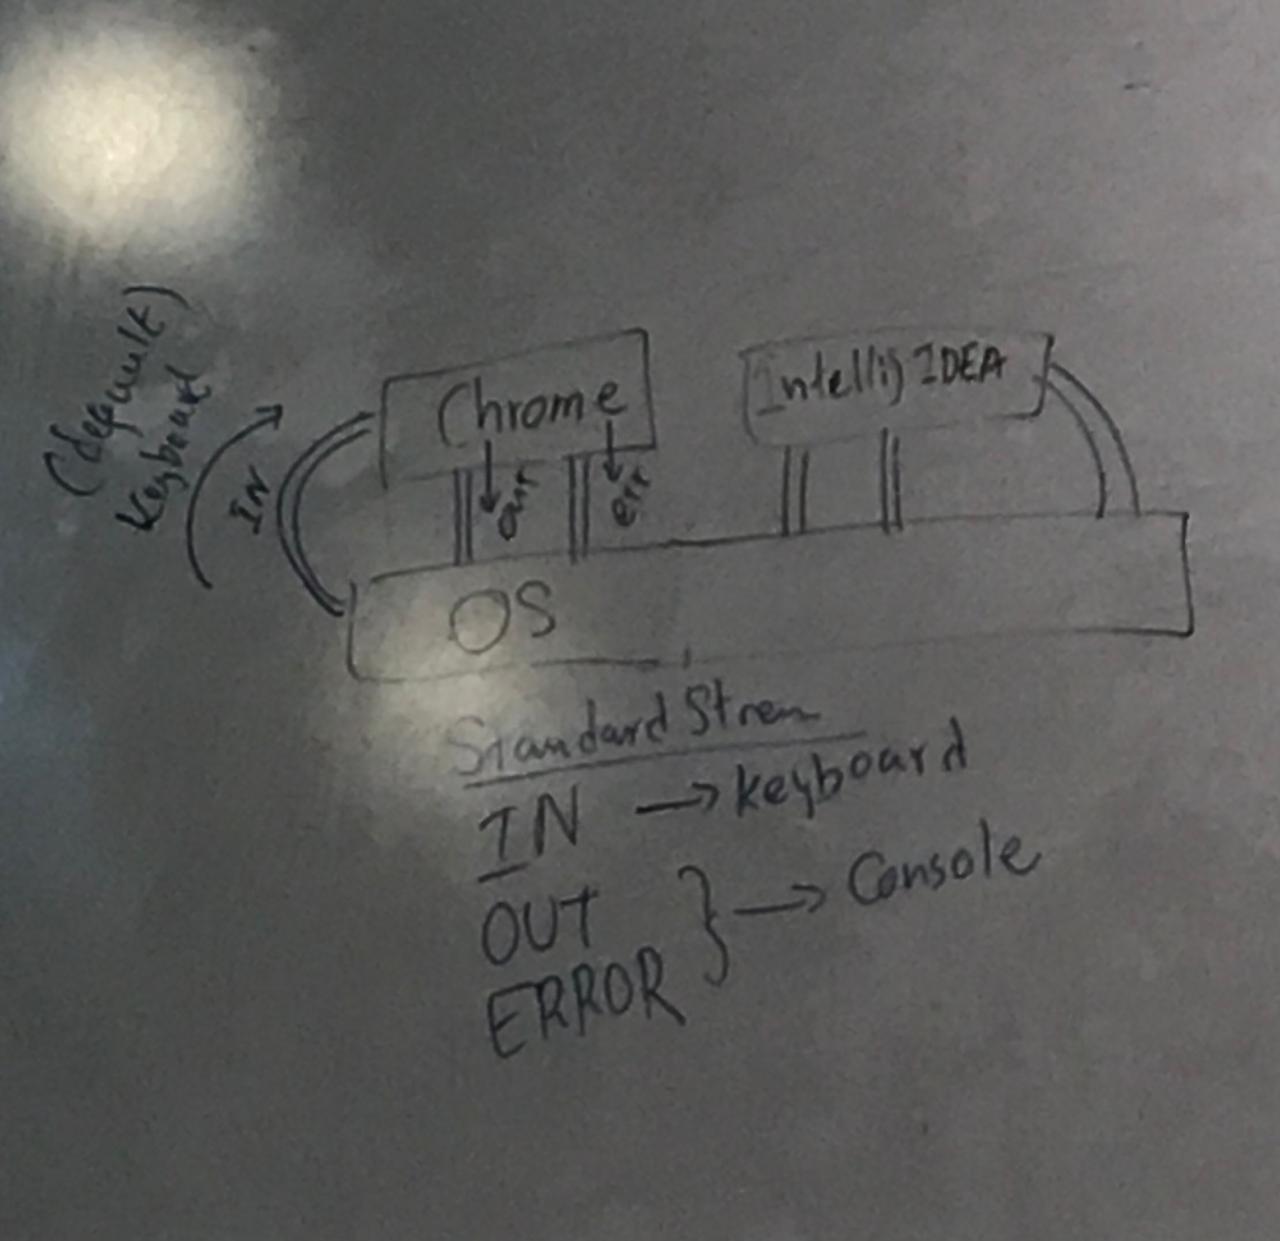 (default)
Keyboard
IN
Chrome
out
err
Intellij IDEA
OS
Standard Strem
IN → Keyboard
OUT
ERROR } → Console